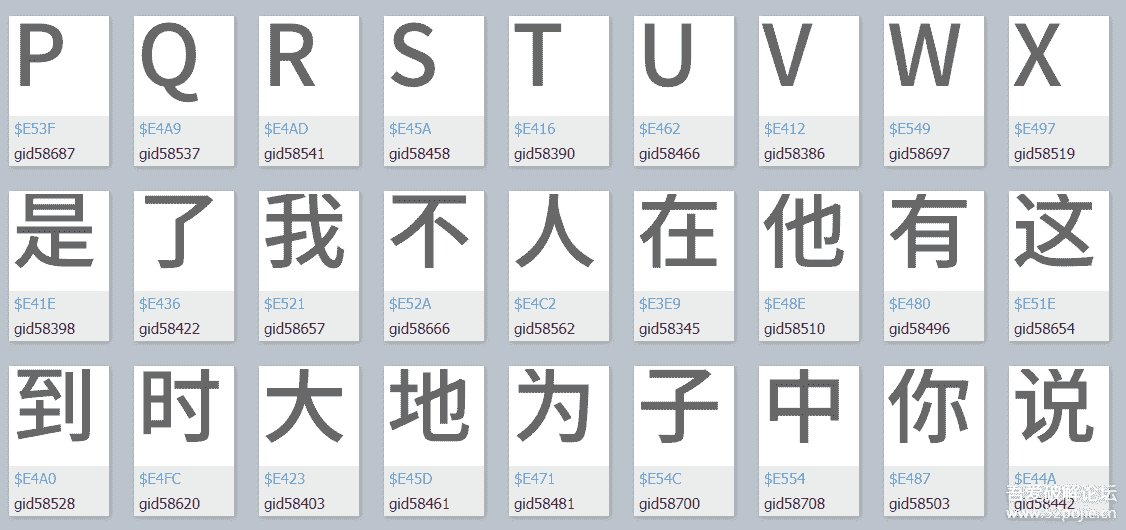 P Q R S T U V W X
$E53F $E4A9 $E4AD $E45A $E416 $E462 $E412 $E549 $E497
gid58687 gid58537 gid58541 gid58458 gid58390 gid58466 gid58386 gid58697 gid58519
是 了 我 不 人 在 他 有 这
$E41E $E436 $E521 $E52A $E4C2 $E3E9 $E48E $E480 $E51E
gid58398 gid58422 gid58657 gid58666 gid58562 gid58345 gid58510 gid58496 gid58654
到 时 大 地 为 子 中 你 说
$E4A0 $E4FC $E423 $E45D $E471 $E54C $E554 $E487 $E44A
gid58528 gid58620 gid58403 gid58461 gid58481 gid58700 gid58708 gid58503 gid58442
吾爱破解论坛
www.52pojie.cn